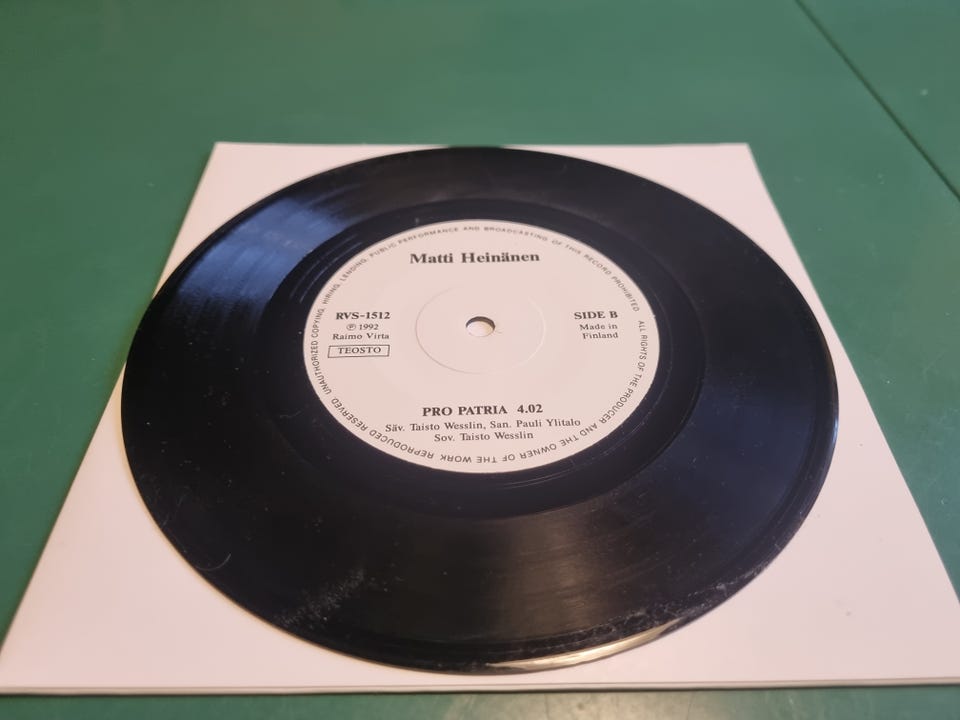 Matti Heinänen
RVS-1512
℗ 1992
Raimo Virta
TEOSTO
SIDE B
Made in
Finland
PRO PATRIA 4.02
Säv. Taisto Wesslin, San. Pauli Ylitalo
Sov. Taisto Wesslin
ALL RIGHTS OF THE PRODUCER AND THE OWNER OF THE WORK REPRODUCED RESERVED. UNAUTHORIZED COPYING, HIRING, LENDING, PUBLIC PERFORMANCE AND BROADCASTING OF THIS RECORD PROHIBITED